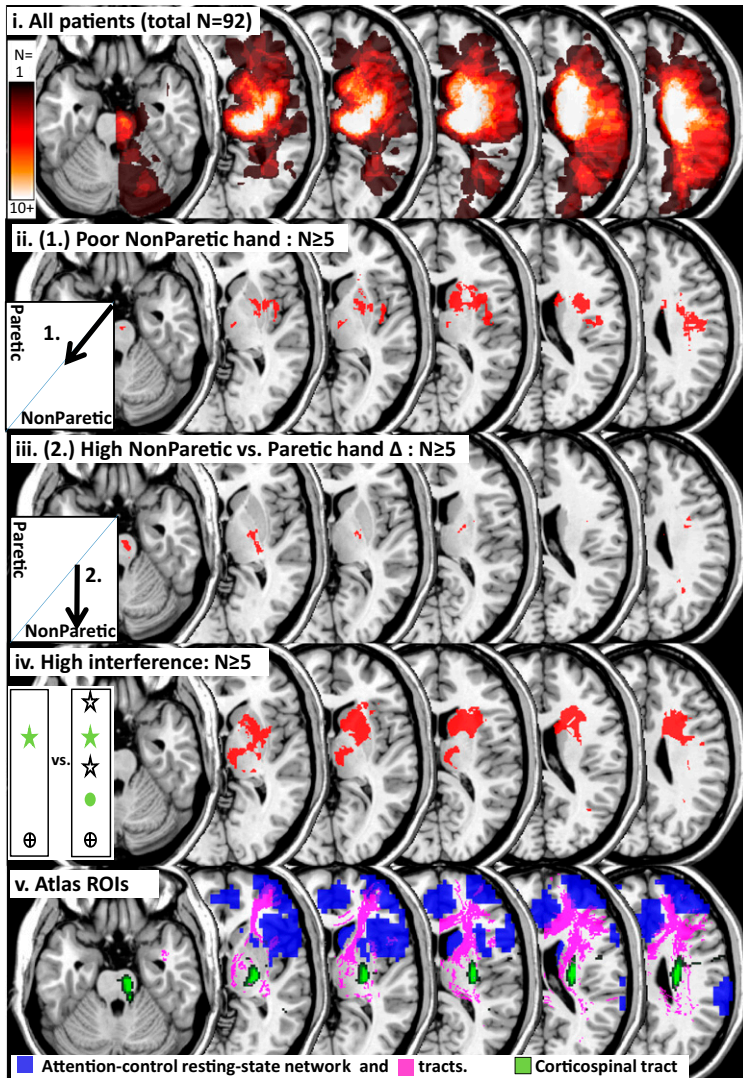 i. All patients (total N=92)
N=
1
10+
ii. (1.) Poor NonParetic hand : N≥5
Paretic
1.
NonParetic
iii. (2.) High NonParetic vs. Paretic hand Δ : N≥5
Paretic
2.
NonParetic
iv. High interference: N≥5
vs.
v. Atlas ROIs
Attention-control resting-state network and tracts. Corticospinal tract